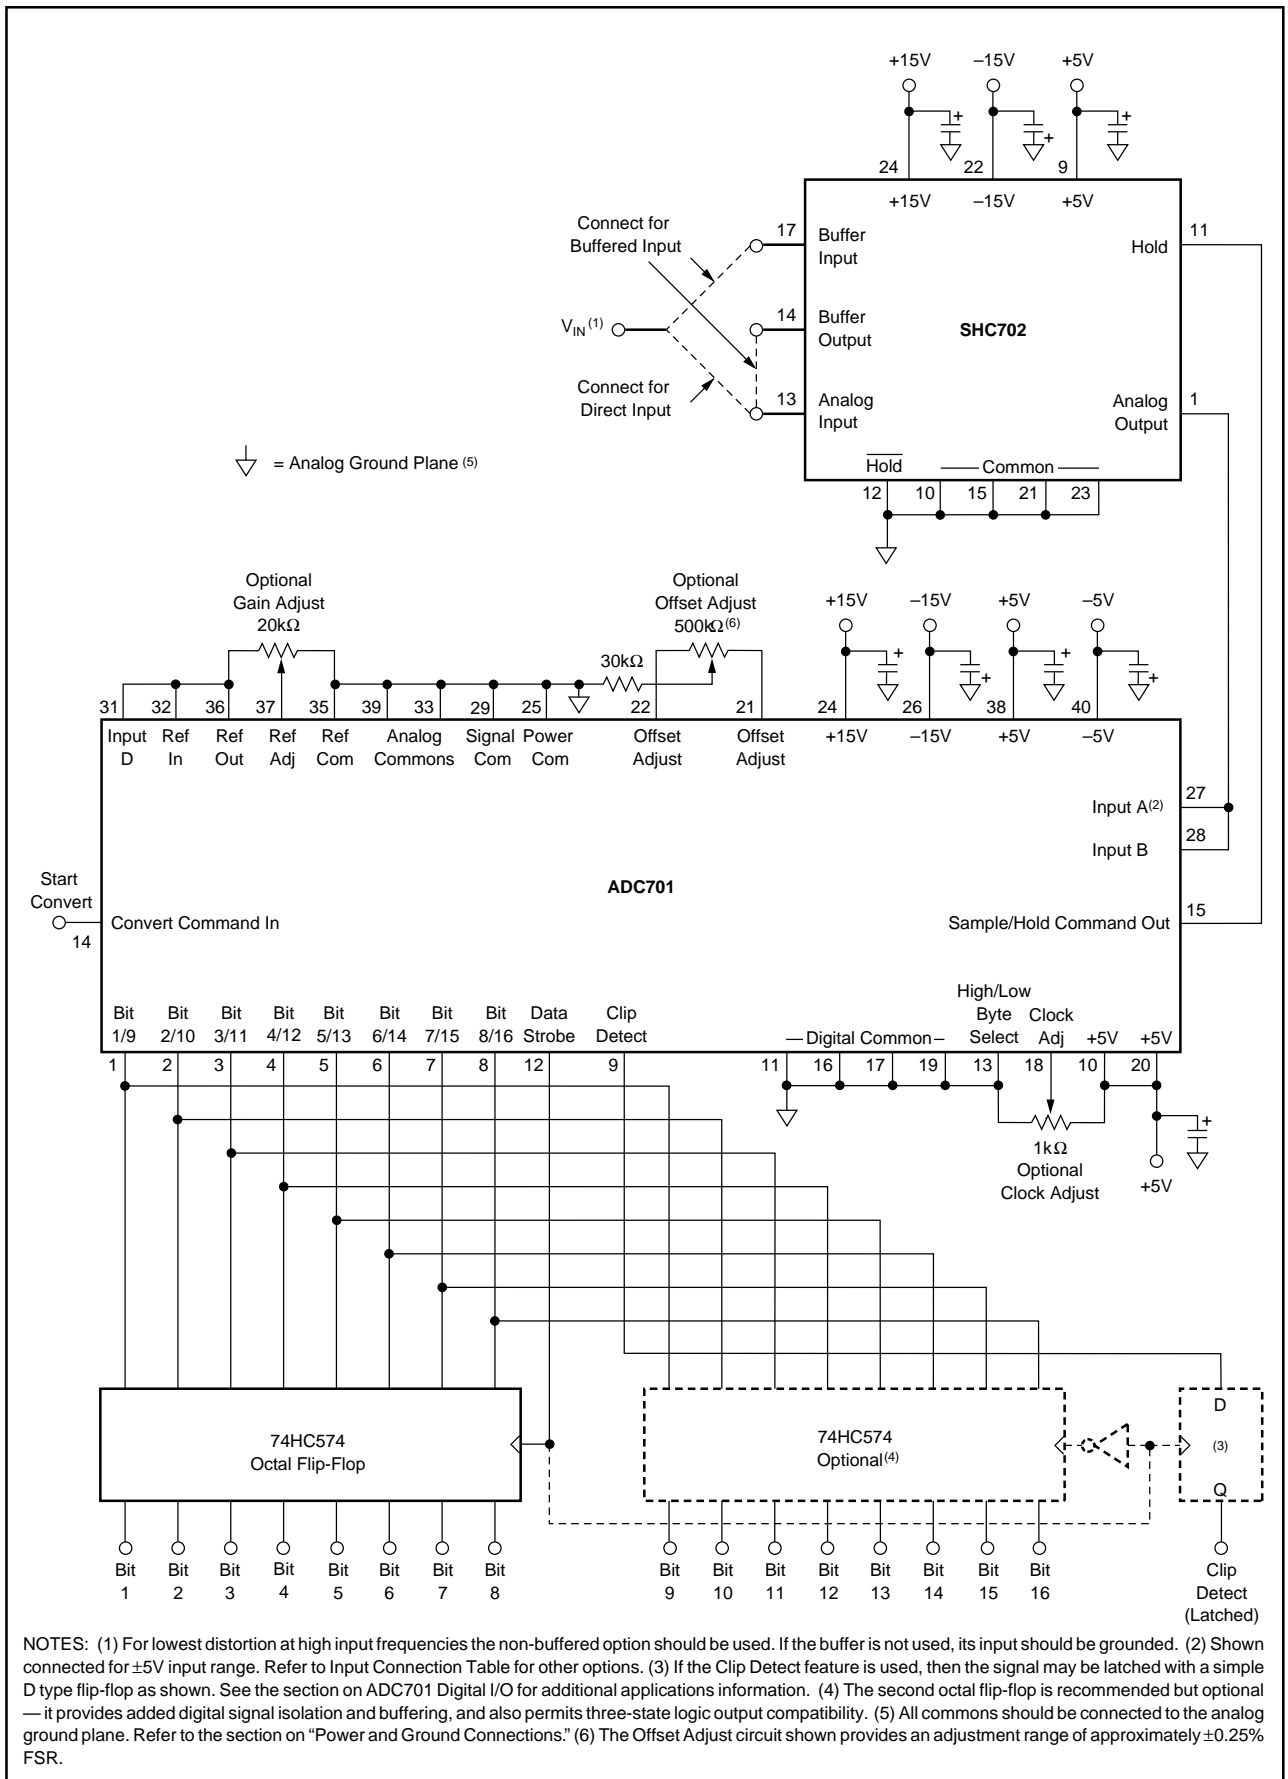 +15V –15V +5V
24 22 9
+15V –15V +5V
Connect for
Buffered Input
17 Buffer
Input
Hold 11
VIN (1)
14 Buffer
Output
SHC702
Connect for
Direct Input
13 Analog
Input
Analog
Output 1
= Analog Ground Plane (5)
Hold Common
12 10 15 21 23
Optional
Gain Adjust
20kΩ
Optional
Offset Adjust
500kΩ(6)
30kΩ
+15V –15V +5V –5V
31 32 36 37 35 39 33 29 25 22 21 24 26 38 40
Input
D
Ref
In
Ref
Out
Ref
Adj
Ref
Com
Analog
Commons
Signal
Com
Power
Com
Offset
Adjust
Offset
Adjust
+15V –15V +5V –5V
Input A(2) 27
Input B 28
ADC701
Start
Convert
14
Convert Command In
Sample/Hold Command Out 15
Bit
1/9
Bit
2/10
Bit
3/11
Bit
4/12
Bit
5/13
Bit
6/14
Bit
7/15
Bit
8/16
Data
Strobe
Clip
Detect
Digital Common
High/Low
Byte
Select
Clock
Adj
+5V +5V
1 2 3 4 5 6 7 8 12 9 11 16 17 19 13 18 10 20
+ + + + + + + +
1kΩ
Optional
Clock Adjust
+5V
74HC574
Octal Flip-Flop
74HC574
Optional(4)
D
(3)
Q
Bit
1
Bit
2
Bit
3
Bit
4
Bit
5
Bit
6
Bit
7
Bit
8
Bit
9
Bit
10
Bit
11
Bit
12
Bit
13
Bit
14
Bit
15
Bit
16
Clip
Detect
(Latched)
NOTES: (1) For lowest distortion at high input frequencies the non-buffered option should be used. If the buffer is not used, its input should be grounded. (2) Shown
connected for ±5V input range. Refer to Input Connection Table for other options. (3) If the Clip Detect feature is used, then the signal may be latched with a simple
D type flip-flop as shown. See the section on ADC701 Digital I/O for additional applications information. (4) The second octal flip-flop is recommended but optional
— it provides added digital signal isolation and buffering, and also permits three-state logic output compatibility. (5) All commons should be connected to the analog
ground plane. Refer to the section on “Power and Ground Connections.” (6) The Offset Adjust circuit shown provides an adjustment range of approximately ±0.25%
FSR.